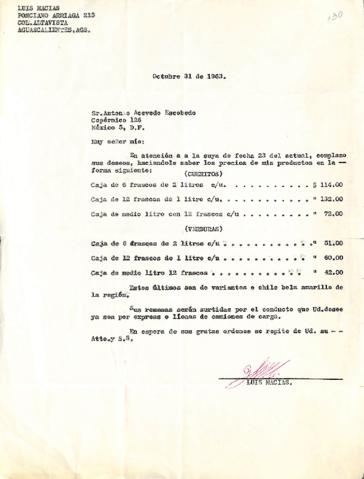 LUIS MACIAS
PONCIANO ARRIAGA 213
COL.ALTAVISTA
AGUASCALIENTES,AGS.
130
Octubre 31 de 1963.
Sr.Antonio Acevedo Escobedo
Copérnico 126
México 5, D.F.
Muy señor mío:
En atención a a la suya de fecha 23 del actual, complazo
sus deseos, haciendole saber los precios de mis productos en la --
forma siguiente:
(CUERITOS)
Caja de 6 frascos de 2 litros c/u. . . . . . . . . . . . $ 114.00
Caja de 12 frascos de 1 litro c/u. . . . . . . . . . . . " 132.00
Caja de medio litro con 12 frascos c/u . . . . . . . . . " 72.00
(VERDURAS)
Caja de 6 frascos de 2 litros c/u. . . . . . . . . . . " 51.00
Caja de 12 frascos de 1 litro c/u. . . . . . . . . . . " 60.00
Caja de medio litro 12 frascos . . . . . . . . . . . . " 42.00
Estos últimos son de variantes o chile bola amarillo de
la región.
Sus remesas serán surtidas por el conducto que Ud.desee
ya sea por express o líenas de camiones de carga.
En espera de sus gratas ordenes se repite de Ud. su --
Atto.y S.S.
LUIS MACIAS.